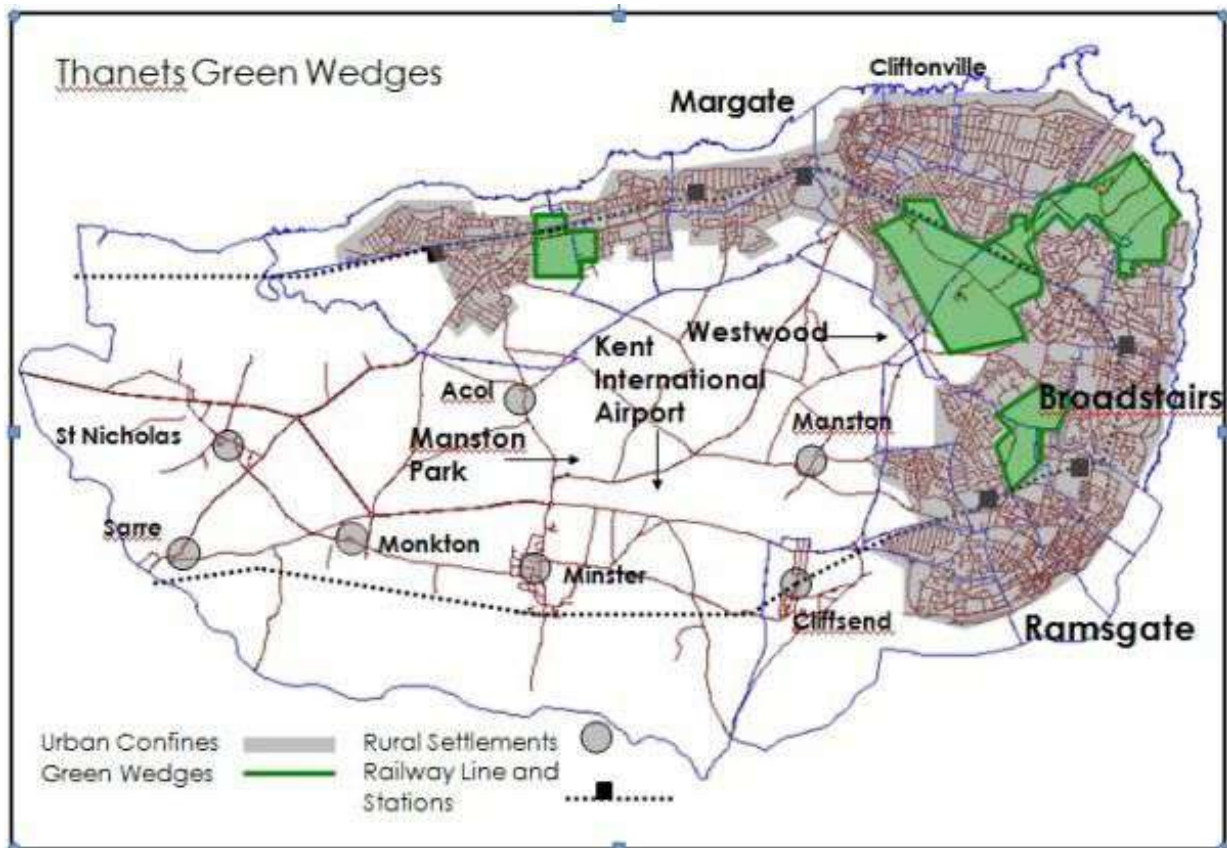 Thanets Green Wedges
Cliftonville
Margate
Westwood
Kent
International
Airport
Acol
Broadstairs
Manston
St Nicholas
Manston
Park
Sarre
Monkton
Minster
Cliffsend
Ramsgate
Urban Confines
Rural Settlements
Green Wedges
Railway Line and
Stations